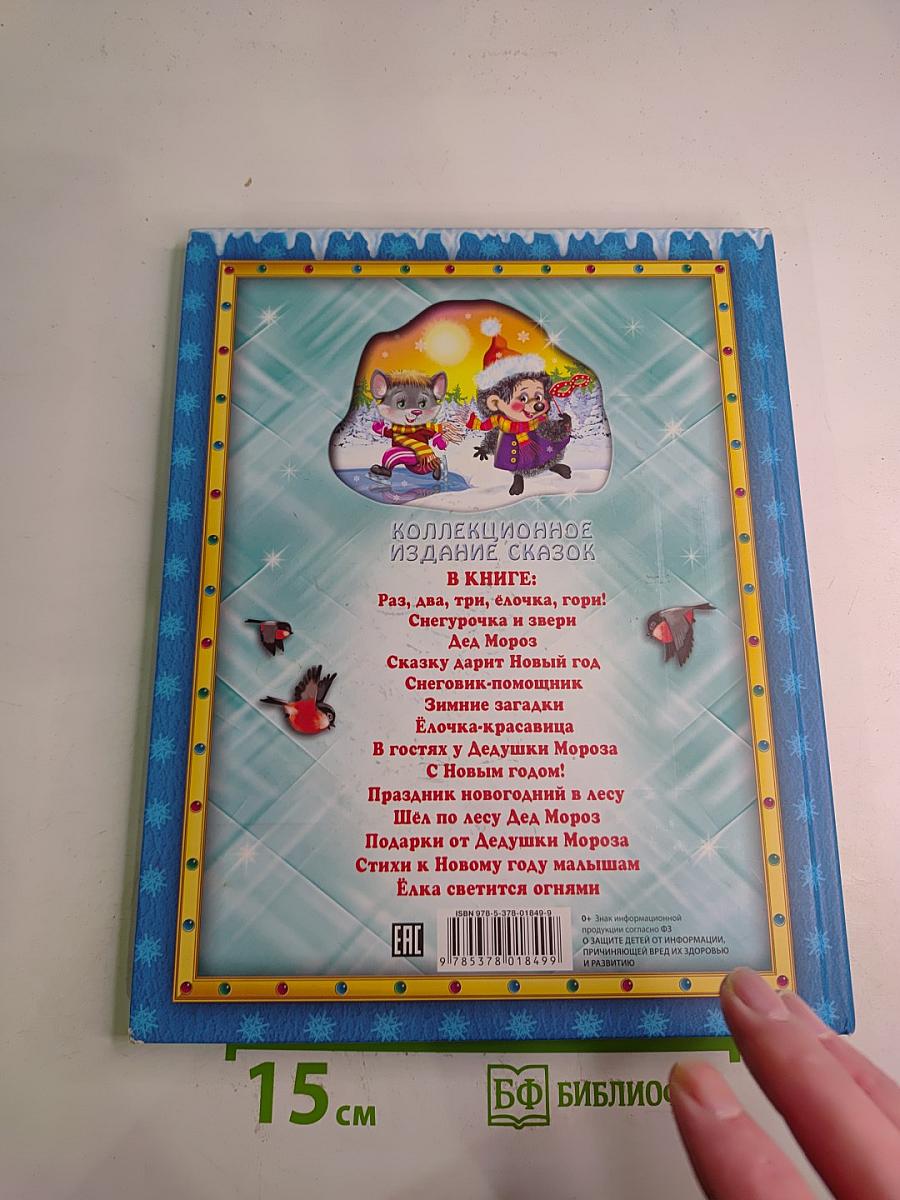 КОЛЛЕКЦИОННОЕ
ИЗДАНИЕ СКАЗОК
В КНИГЕ:
Раз, два, три, ёлочка, гори!
Снегурочка и звери
Дед Мороз
Сказку дарит Новый год
Снеговик-помощник
Зимние загадки
Ёлочка-красавица
В гостях у Дедушки Мороза
С Новым годом!
Праздник новогодний в лесу
Шёл по лесу Дед Мороз
Подарки от Дедушки Мороза
Стихи к Новому году малышам
Ёлка светится огнями
EAC
ISBN 978-5-378-01849-9
9 785378 018499
0+ Знак информационной
продукции согласно ФЗ
О ЗАЩИТЕ ДЕТЕЙ ОТ ИНФОРМАЦИИ,
ПРИЧИНЯЮЩЕЙ ВРЕД ИХ ЗДОРОВЬЮ
И РАЗВИТИЮ
15 см
БФ